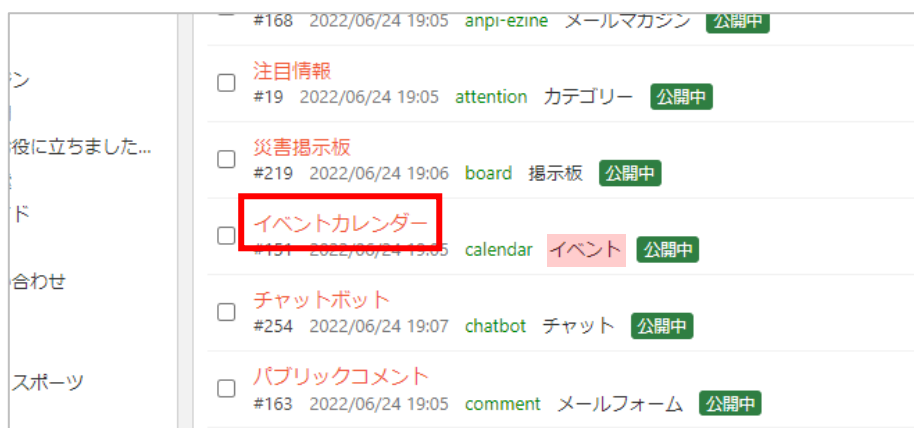 #168 2022/06/24 19:05 anpi-ezine メールマガジン 公開中
注目情報
#19 2022/06/24 19:05 attention カテゴリー 公開中
ン
役に立ちました...
災害掲示板
#219 2022/06/24 19:06 board 掲示板 公開中
ド
イベントカレンダー
#151 2022/06/24 19:05 calendar イベント 公開中
合わせ
チャットボット
#254 2022/06/24 19:07 chatbot チャット 公開中
スポーツ
パブリックコメント
#163 2022/06/24 19:05 comment メールフォーム 公開中